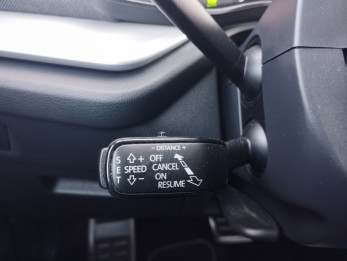 - DISTANCE +
S + OFF
E SPEED CANCEL
T - ON
RESUME